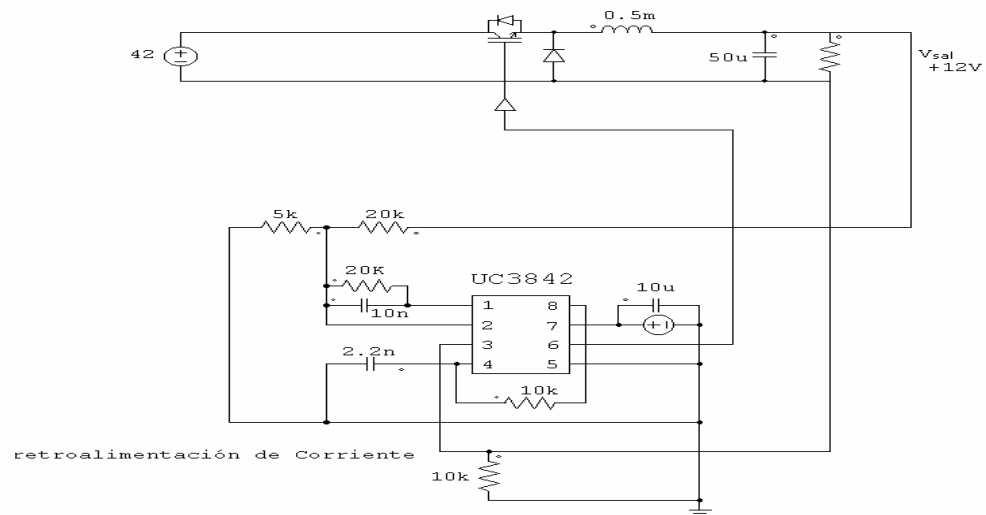 0.5m
42
50u
Vsal
+12V
5k
20k
20K
10n
UC3842
1 8
2 7
3 6
4 5
10u
2.2n
10k
retroalimentación de Corriente
10k